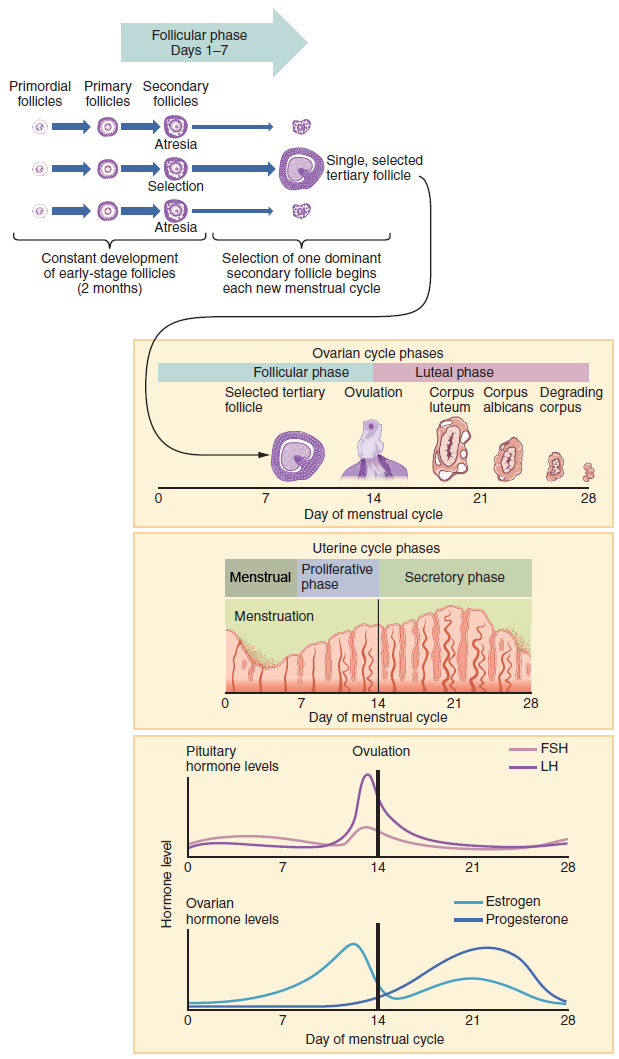 Follicular phase
Days 1–7
Primordial follicles
Primary follicles
Secondary follicles
Atresia
Single, selected
tertiary follicle
Selection
Atresia
Constant development
of early-stage follicles
(2 months)
Selection of one dominant
secondary follicle begins
each new menstrual cycle
Ovarian cycle phases
Follicular phase
Luteal phase
Selected tertiary
follicle
Ovulation
Corpus
luteum
Corpus
albicans
Degrading
corpus
0 7 14 21 28
Day of menstrual cycle
Uterine cycle phases
Menstrual
Proliferative
phase
Secretory phase
Menstruation
0 7 14 21 28
Day of menstrual cycle
Pituitary
hormone levels
Ovulation
FSH
LH
0 7 14 21 28
Hormone level
Ovarian
hormone levels
Estrogen
Progesterone
0 7 14 21 28
Day of menstrual cycle